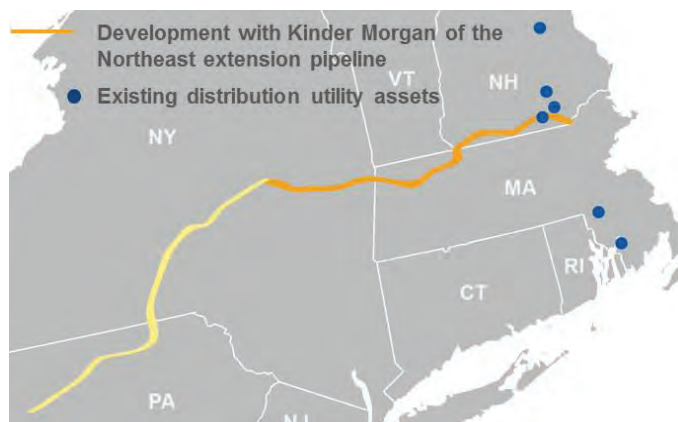 Development with Kinder Morgan of the
Northeast extension pipeline
VT
NH
Existing distribution utility assets
NY
MA
RI
CT
PA
NJ